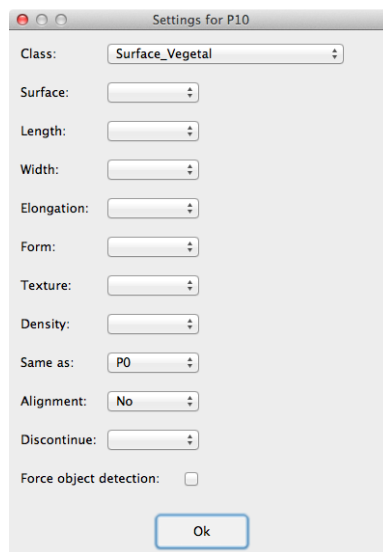 Settings for P10
Class: Surface_Vegetal
Surface:
Length:
Width:
Elongation:
Form:
Texture:
Density:
Same as: P0
Alignment: No
Discontinue:
Force object detection:
Ok